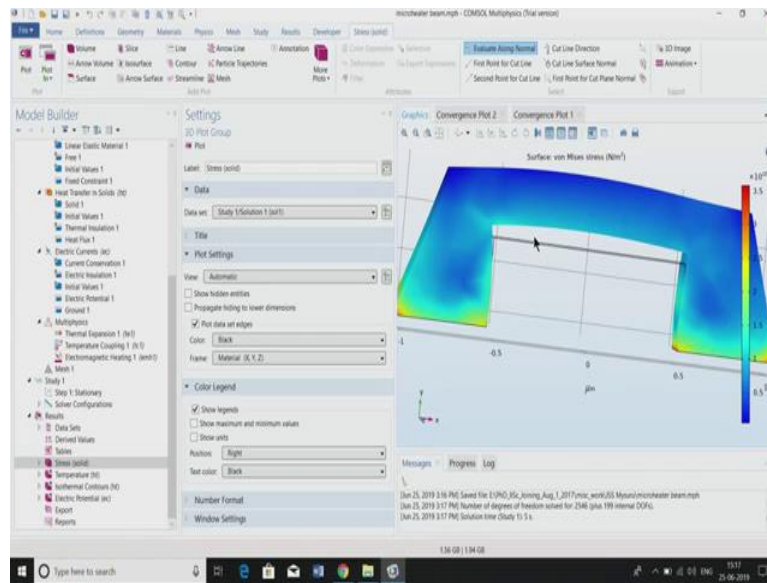 microheater beam.mph - COMSOL Multiphysics (Trial version)
File Home Definitions Geometry Materials Physics Mesh Study Results Developer Stress (solid)
Plot Plot In
Volume Slice Line Arrow Line Annotation
Arrow Volume Isosurface Contour Particle Trajectories
Surface Arrow Surface Streamline Mesh
More Plots
Evaluate Along Normal Cut Line Direction 3D Image
First Point for Cut Line Cut Line Surface Normal Animation
Second Point for Cut Line First Point for Cut Plane Normal
Plot Add Plot Attributes Select Export
Model Builder
Linear Elastic Material 1
Free 1
Initial Values 1
Fixed Constraint 1
Heat Transfer in Solids (ht)
Solid 1
Initial Values 1
Thermal Insulation 1
Heat Flux 1
Electric Currents (ec)
Current Conservation 1
Electric Insulation 1
Initial Values 1
Electric Potential 1
Ground 1
Multiphysics
Thermal Expansion 1 (te1)
Temperature Coupling 1 (tc1)
Electromagnetic Heating 1 (emh1)
Mesh 1
Study 1
Step 1: Stationary
Solver Configurations
Results
Data Sets
Derived Values
Tables
Stress (solid)
Temperature (ht)
Isothermal Contours (ht)
Electric Potential (ec)
Export
Reports
Settings
3D Plot Group
Plot
Label: Stress (solid)
Data
Data set: Study 1/Solution 1 (sol1)
Title
Plot Settings
View: Automatic
Show hidden entities
Propagate hiding to lower dimensions
Plot data set edges
Color: Black
Frame: Material (X, Y, Z)
Color Legend
Show legends
Show maximum and minimum values
Show units
Position: Right
Text color: Black
Number Format
Window Settings
Graphics Convergence Plot 2 Convergence Plot 1
Surface: von Mises stress (N/m²)
3.5
2
1.5
0.5
-1
-0.5
0
0.5
μm
y
x
Messages Progress Log
[Jun 25, 2019 3:17 PM] Number of degrees of freedom solved for: 2546 (plus 199 internal DOFs).
[Jun 25, 2019 3:17 PM] Solution time (Study 1): 5 s.
1.56 GB | 1.94 GB
Type here to search
ENG
15:17
25-06-2019